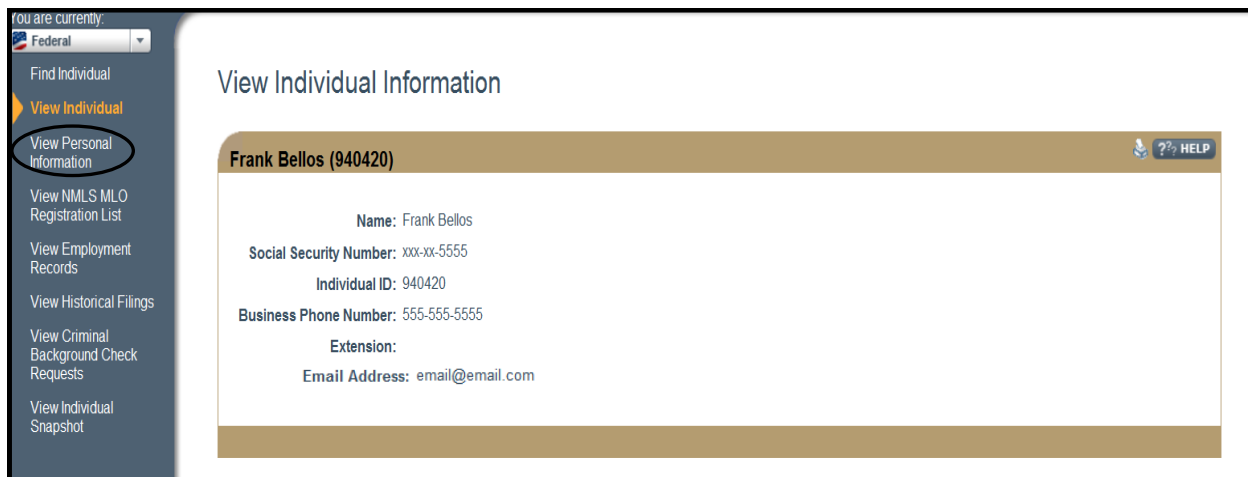 You are currently:
Federal
Find Individual
View Individual
View Personal
Information
View NMLS MLO
Registration List
View Employment
Records
View Historical Filings
View Criminal
Background Check
Requests
View Individual
Snapshot
View Individual Information
Frank Bellos (940420)
??? HELP
Name: Frank Bellos
Social Security Number: xxx-xx-5555
Individual ID: 940420
Business Phone Number: 555-555-5555
Extension:
Email Address: email@email.com